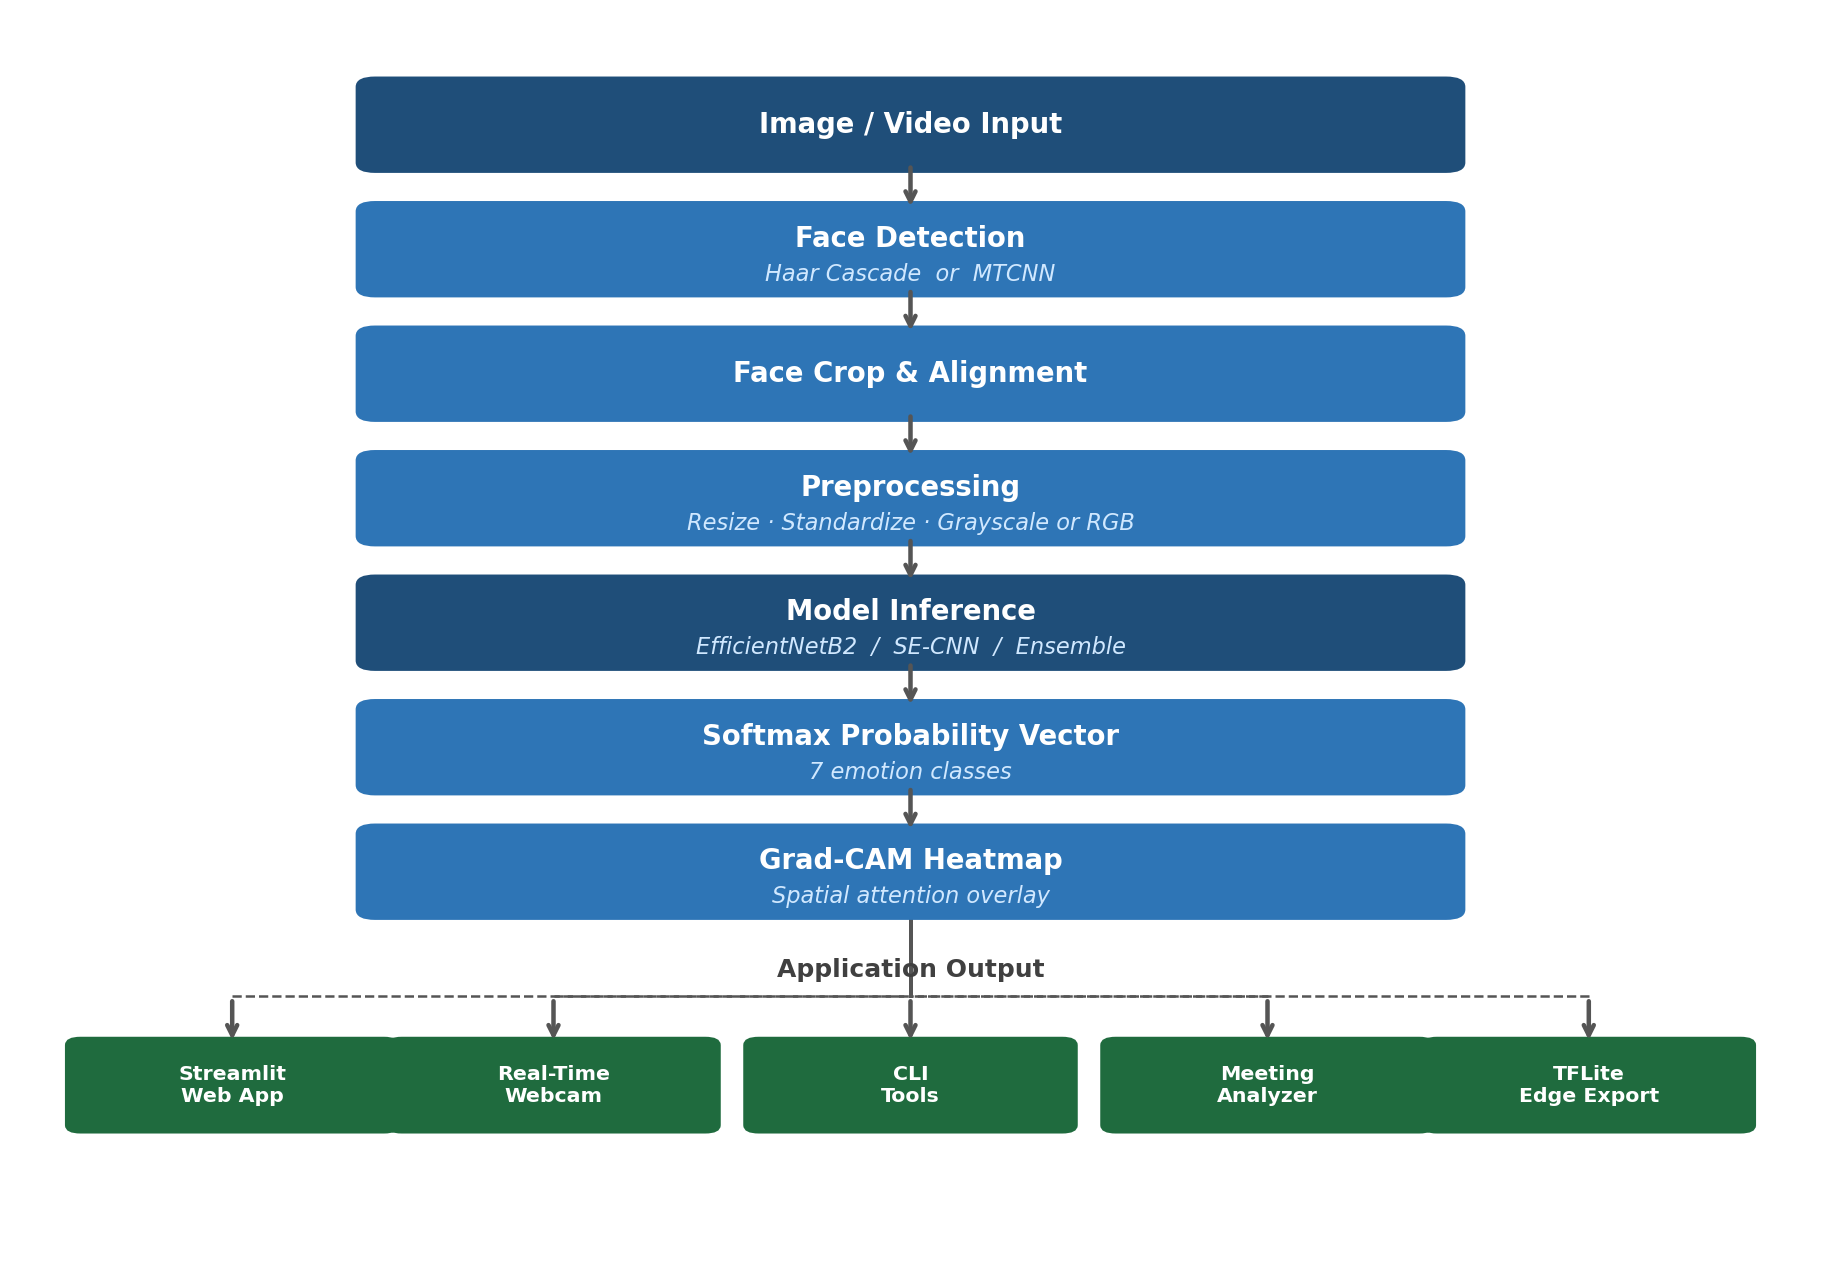 Image / Video Input
Face Detection
Haar Cascade  or  MTCNN
Face Crop & Alignment
Preprocessing
Resize · Standardize · Grayscale or RGB
Model Inference
EfficientNetB2  /  SE-CNN  /  Ensemble
Softmax Probability Vector
7 emotion classes
Grad-CAM Heatmap
Spatial attention overlay
Application Output
Streamlit
Web App
Real-Time
Webcam
CLI
Tools
Meeting
Analyzer
TFLite
Edge Export